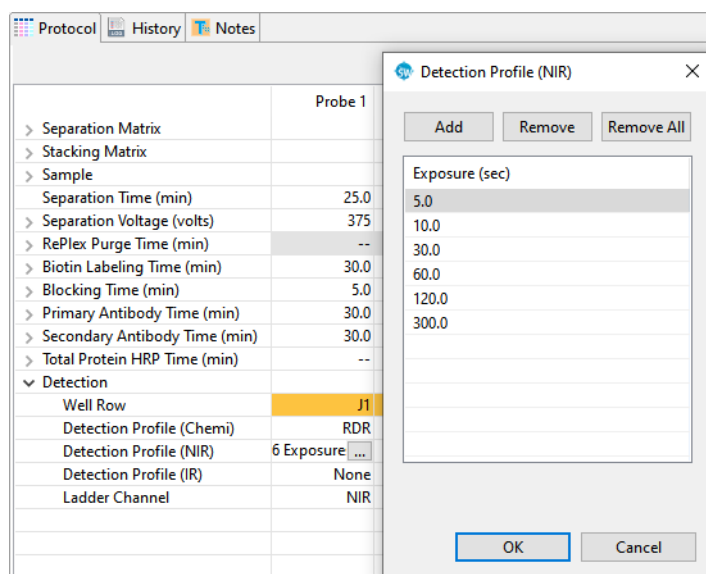 Protocol History Notes
Probe 1
Separation Matrix
Stacking Matrix
Sample
Separation Time (min) 25.0
Separation Voltage (volts) 375
RePlex Purge Time (min) --
Biotin Labeling Time (min) 30.0
Blocking Time (min) 5.0
Primary Antibody Time (min) 30.0
Secondary Antibody Time (min) 30.0
Total Protein HRP Time (min) --
Detection
Well Row J1
Detection Profile (Chemi) RDR
Detection Profile (NIR) 6 Exposure ...
Detection Profile (IR) None
Ladder Channel NIR
SW Detection Profile (NIR)
Add Remove Remove All
Exposure (sec)
5.0
10.0
30.0
60.0
120.0
300.0
OK Cancel